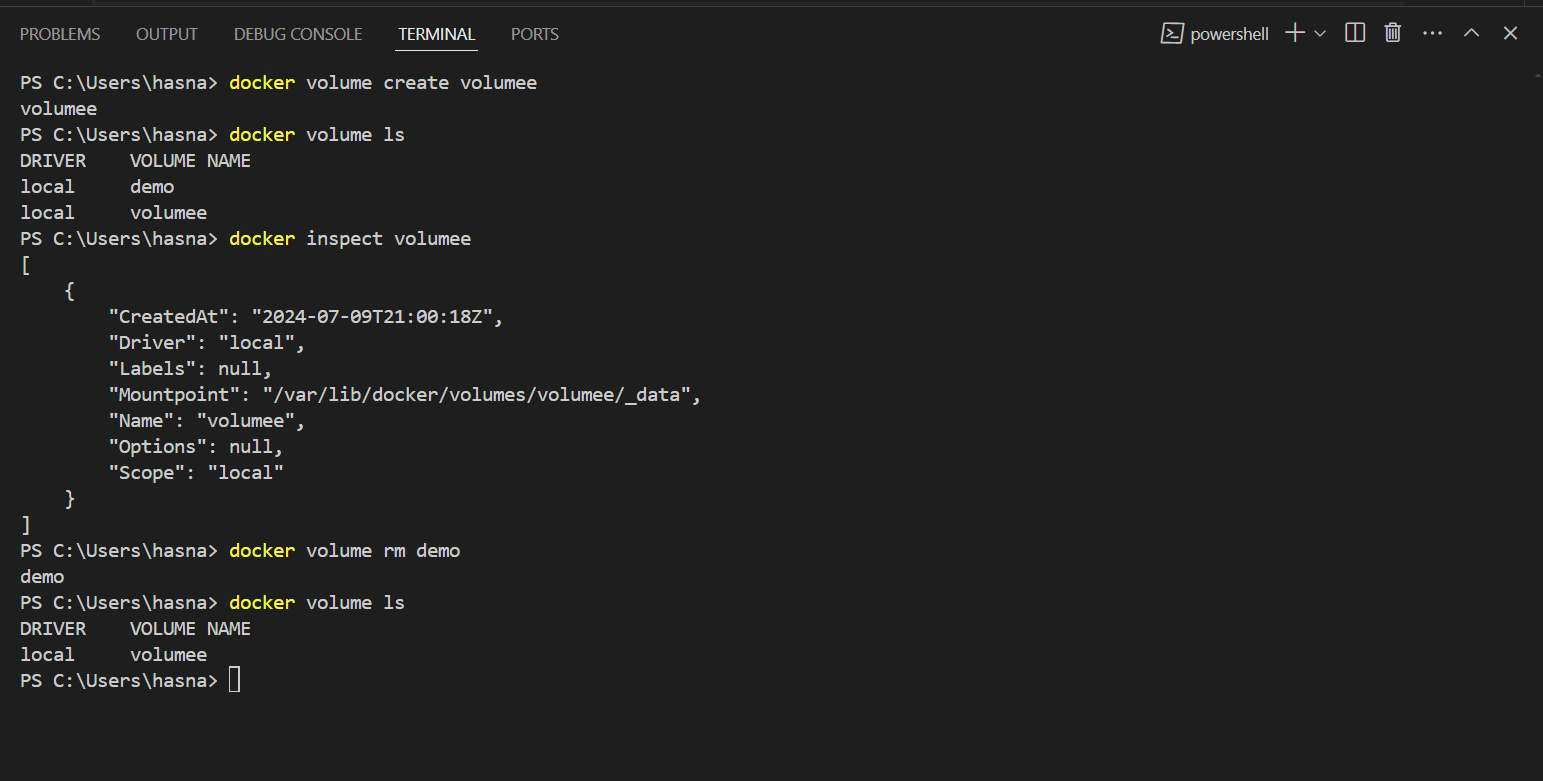 PROBLEMS OUTPUT DEBUG CONSOLE TERMINAL PORTS powershell
PS C:\Users\hasna> docker volume create volumee
volumee
PS C:\Users\hasna> docker volume ls
DRIVER    VOLUME NAME
local     demo
local     volumee
PS C:\Users\hasna> docker inspect volumee
[
    {
        "CreatedAt": "2024-07-09T21:00:18Z",
        "Driver": "local",
        "Labels": null,
        "Mountpoint": "/var/lib/docker/volumes/volumee/_data",
        "Name": "volumee",
        "Options": null,
        "Scope": "local"
    }
]
PS C:\Users\hasna> docker volume rm demo
demo
PS C:\Users\hasna> docker volume ls
DRIVER    VOLUME NAME
local     volumee
PS C:\Users\hasna>